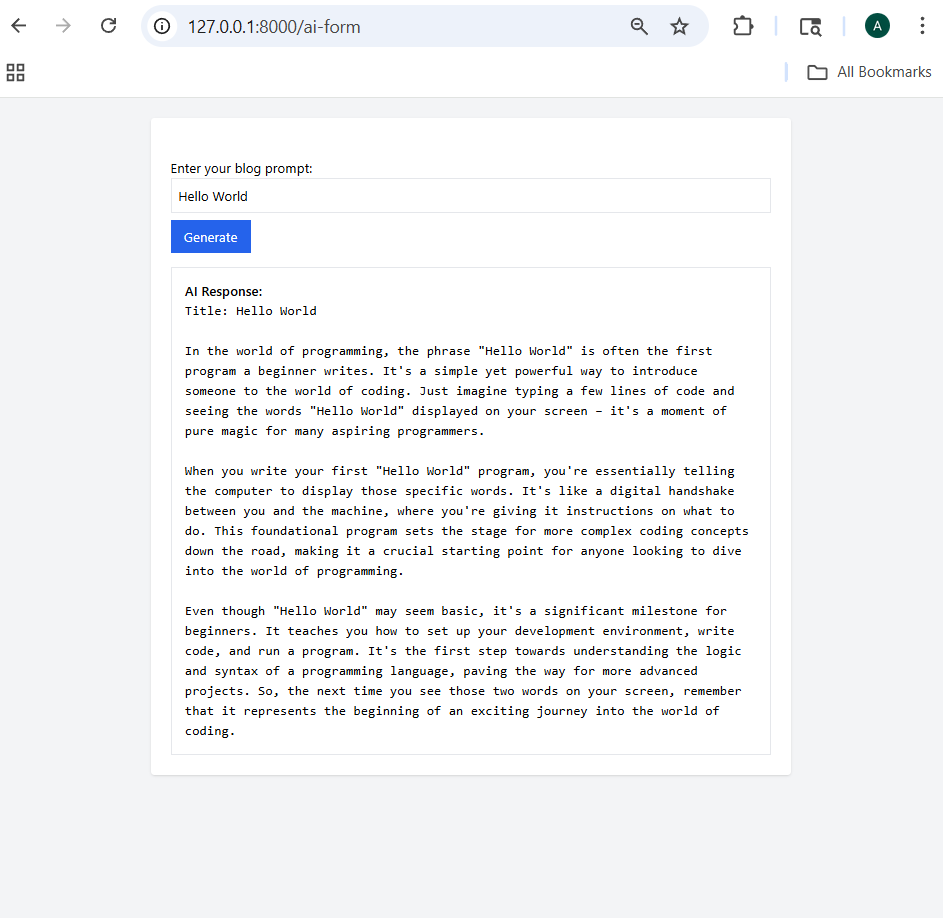 127.0.0.1:8000/ai-form
A
All Bookmarks
Enter your blog prompt:
Hello World
Generate
AI Response:
Title: Hello World
In the world of programming, the phrase "Hello World" is often the first
program a beginner writes. It's a simple yet powerful way to introduce
someone to the world of coding. Just imagine typing a few lines of code and
seeing the words "Hello World" displayed on your screen – it's a moment of
pure magic for many aspiring programmers.
When you write your first "Hello World" program, you're essentially telling
the computer to display those specific words. It's like a digital handshake
between you and the machine, where you're giving it instructions on what to
do. This foundational program sets the stage for more complex coding concepts
down the road, making it a crucial starting point for anyone looking to dive
into the world of programming.
Even though "Hello World" may seem basic, it's a significant milestone for
beginners. It teaches you how to set up your development environment, write
code, and run a program. It's the first step towards understanding the logic
and syntax of a programming language, paving the way for more advanced
projects. So, the next time you see those two words on your screen, remember
that it represents the beginning of an exciting journey into the world of
coding.